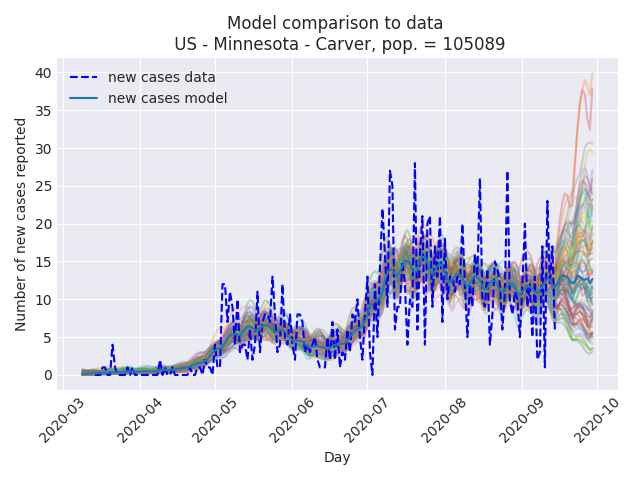 Model comparison to data
US - Minnesota - Carver, pop. = 105089
new cases data
new cases model
Number of new cases reported
40
35
30
25
20
15
10
5
0
2020-03
2020-04
2020-05
2020-06
2020-07
2020-08
2020-09
2020-10
Day